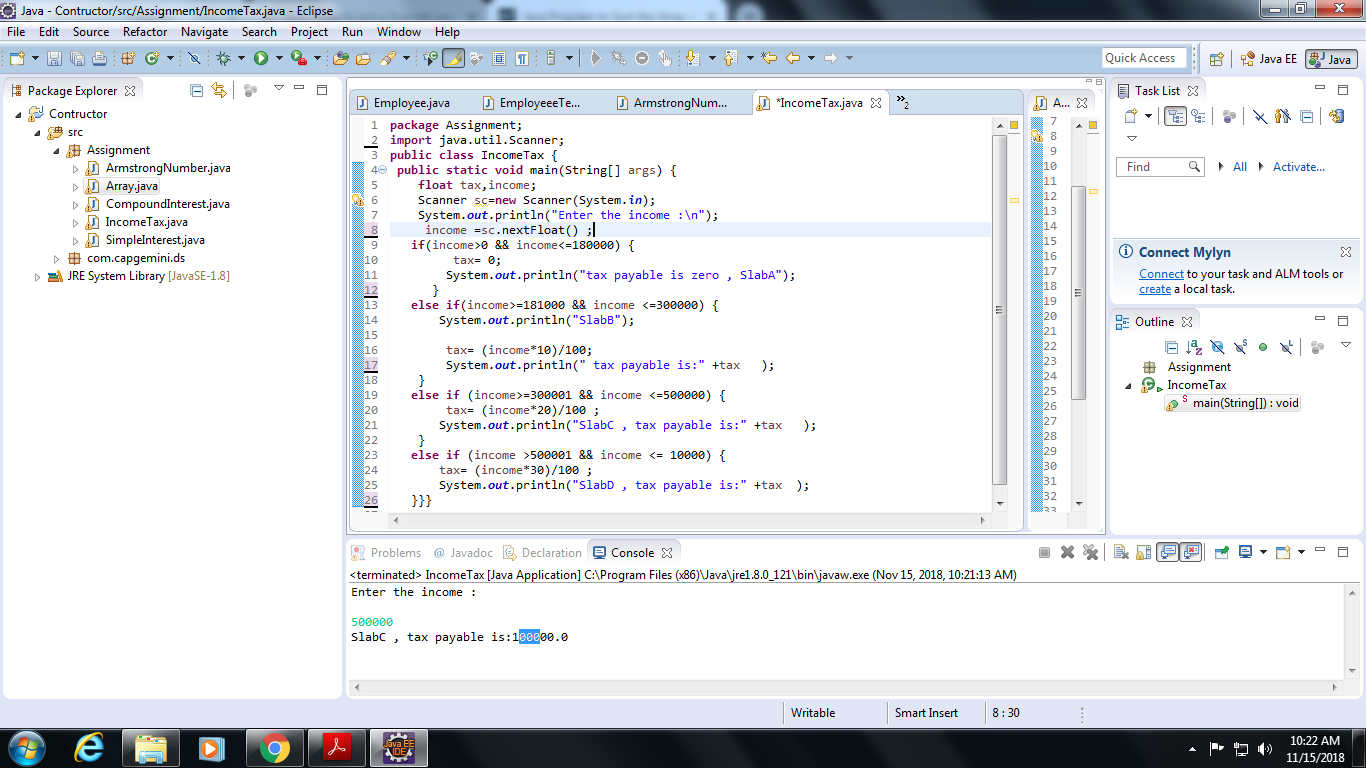 Java - Contructor/src/Assignment/IncomeTax.java - Eclipse
File Edit Source Refactor Navigate Search Project Run Window Help
Quick Access
Java EE
Java
Package Explorer
Contructor
src
Assignment
ArmstrongNumber.java
Array.java
CompoundInterest.java
IncomeTax.java
SimpleInterest.java
com.capgemini.ds
JRE System Library [JavaSE-1.8]
Employee.java EmployeeeTe... ArmstrongNum... *IncomeTax.java »2
1 package Assignment;
2 import java.util.Scanner;
3 public class IncomeTax {
4 public static void main(String[] args) {
5 float tax,income;
6 Scanner sc=new Scanner(System.in);
7 System.out.println("Enter the income :\n");
8 income =sc.nextFloat() ;
9 if(income>0 && income<=180000) {
10 tax= 0;
11 System.out.println("tax payable is zero , SlabA");
12 }
13 else if(income>=181000 && income <=300000) {
14 System.out.println("SlabB");
15
16 tax= (income*10)/100;
17 System.out.println(" tax payable is:" +tax );
18 }
19 else if (income>=300001 && income <=500000) {
20 tax= (income*20)/100 ;
21 System.out.println("SlabC , tax payable is:" +tax );
22 }
23 else if (income >500001 && income <= 10000) {
24 tax= (income*30)/100 ;
25 System.out.println("SlabD , tax payable is:" +tax );
26 }}}
A...
7
8
9
10
11
12
13
14
15
16
17
18
19
20
21
22
23
24
25
26
27
28
29
30
31
32
33
Task List
Find All Activate...
Connect Mylyn
Connect to your task and ALM tools or
create a local task.
Outline
Assignment
IncomeTax
main(String[]) : void
Problems @ Javadoc Declaration Console
<terminated> IncomeTax [Java Application] C:\Program Files (x86)\Java\jre1.8.0_121\bin\javaw.exe (Nov 15, 2018, 10:21:13 AM)
Enter the income :
500000
SlabC , tax payable is:100000.0
Writable Smart Insert 8 : 30
Java EE
IDE
10:22 AM
11/15/2018